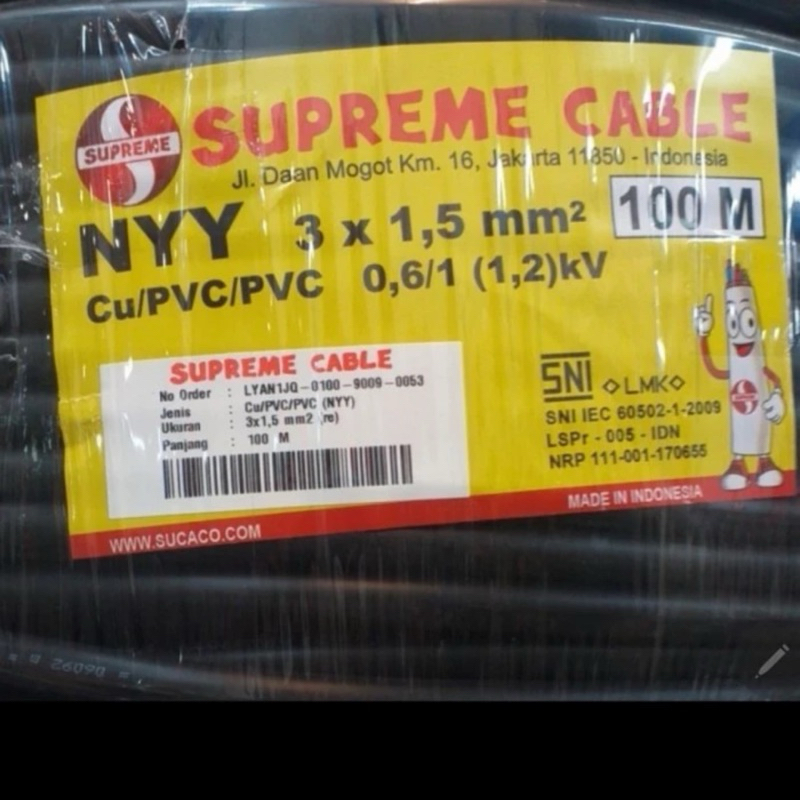 SUPREME
SUPREME CABLE
Jl. Daan Mogot Km. 16, Jakarta 11850 - Indonesia
NYY 3 x 1,5 mm² 100 M
Cu/PVC/PVC 0,6/1 (1,2)kV
SUPREME CABLE
No Order : LYAN1JQ-0100-9009-0053
Jenis : Cu/PVC/PVC (NYY)
Ukuran : 3x1,5 mm2 (re)
Panjang : 100 M
SNI LMK
SNI IEC 60502-1-2009
LSPr - 005 - IDN
NRP 111-001-170655
MADE IN INDONESIA
WWW.SUCACO.COM